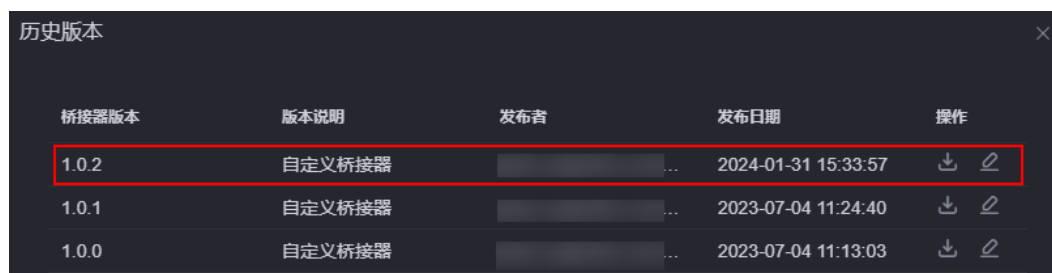 历史版本
桥接器版本 版本说明 发布者 发布日期 操作
1.0.2 自定义桥接器 ... 2024-01-31 15:33:57
1.0.1 自定义桥接器 ... 2023-07-04 11:24:40
1.0.0 自定义桥接器 ... 2023-07-04 11:13:03